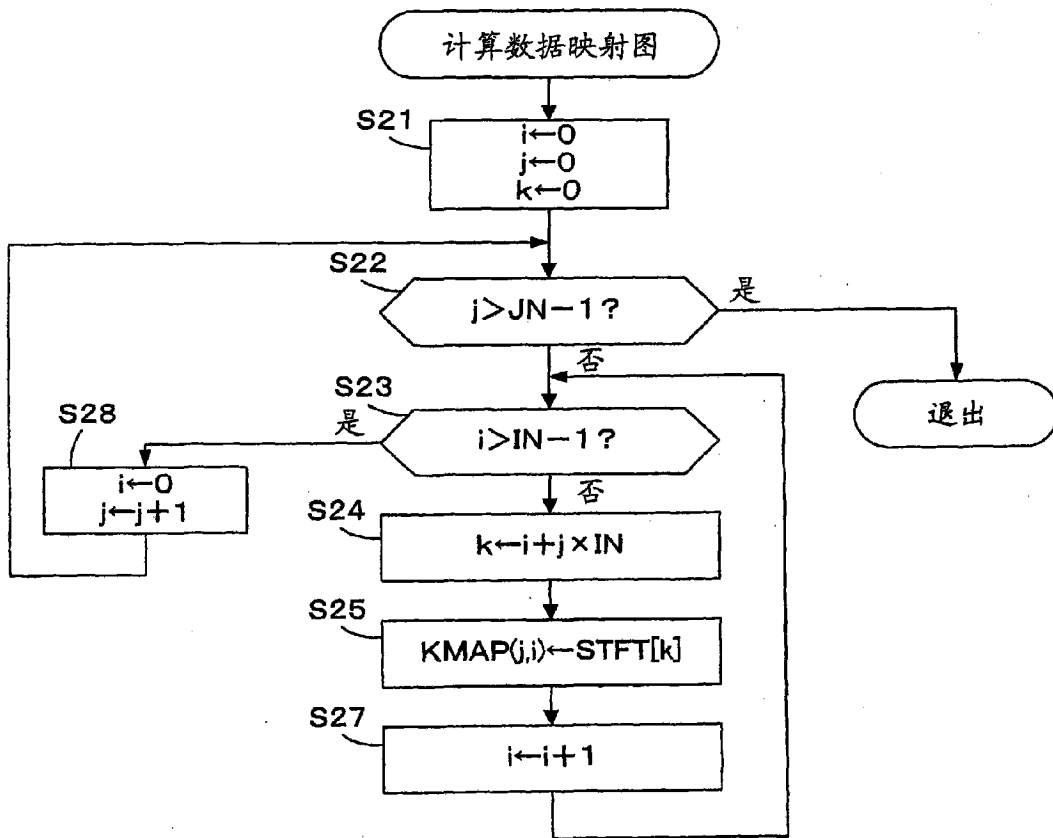 计算数据映射图
S21
i←0
j←0
k←0
S22
j>JN-1?
是
否
退出
S23
i>IN-1?
是
否
S28
i←0
j←j+1
S24
k←i+j×IN
S25
KMAP(j,i)←STFT[k]
S27
i←i+1